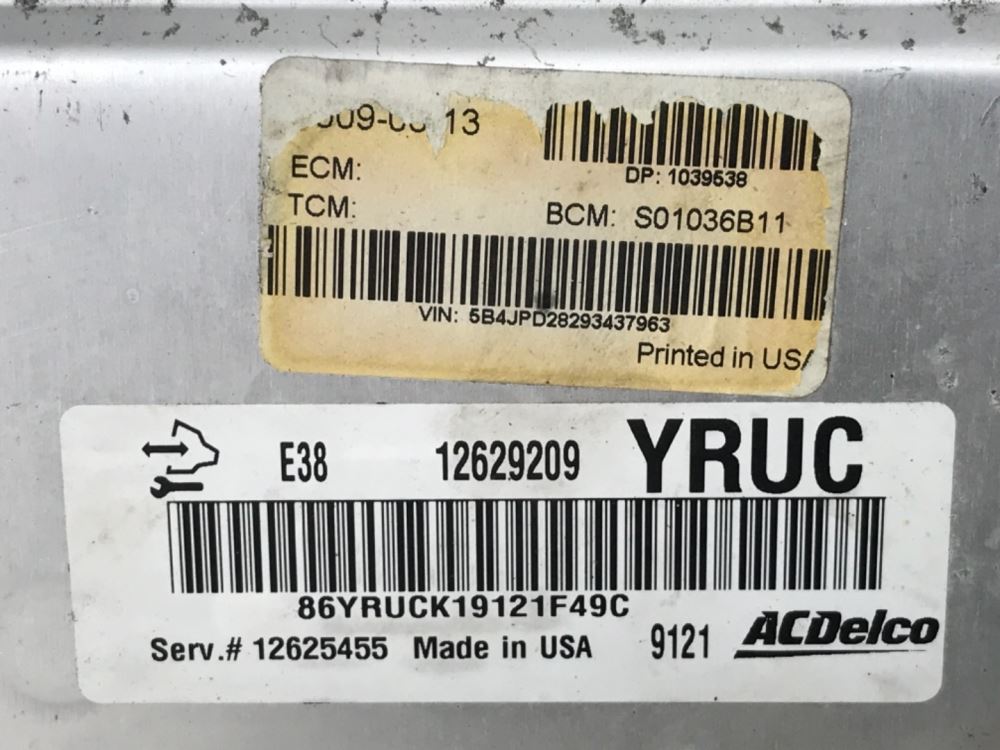 13
DP: 1039538
ECM:
TCM:
BCM: S01036B11
VIN: 5B4JPD28293437963
Printed in USA
E38 12629209 YRUC
86YRUCK19121F49C
Serv.# 12625455 Made in USA 9121 ACDelco